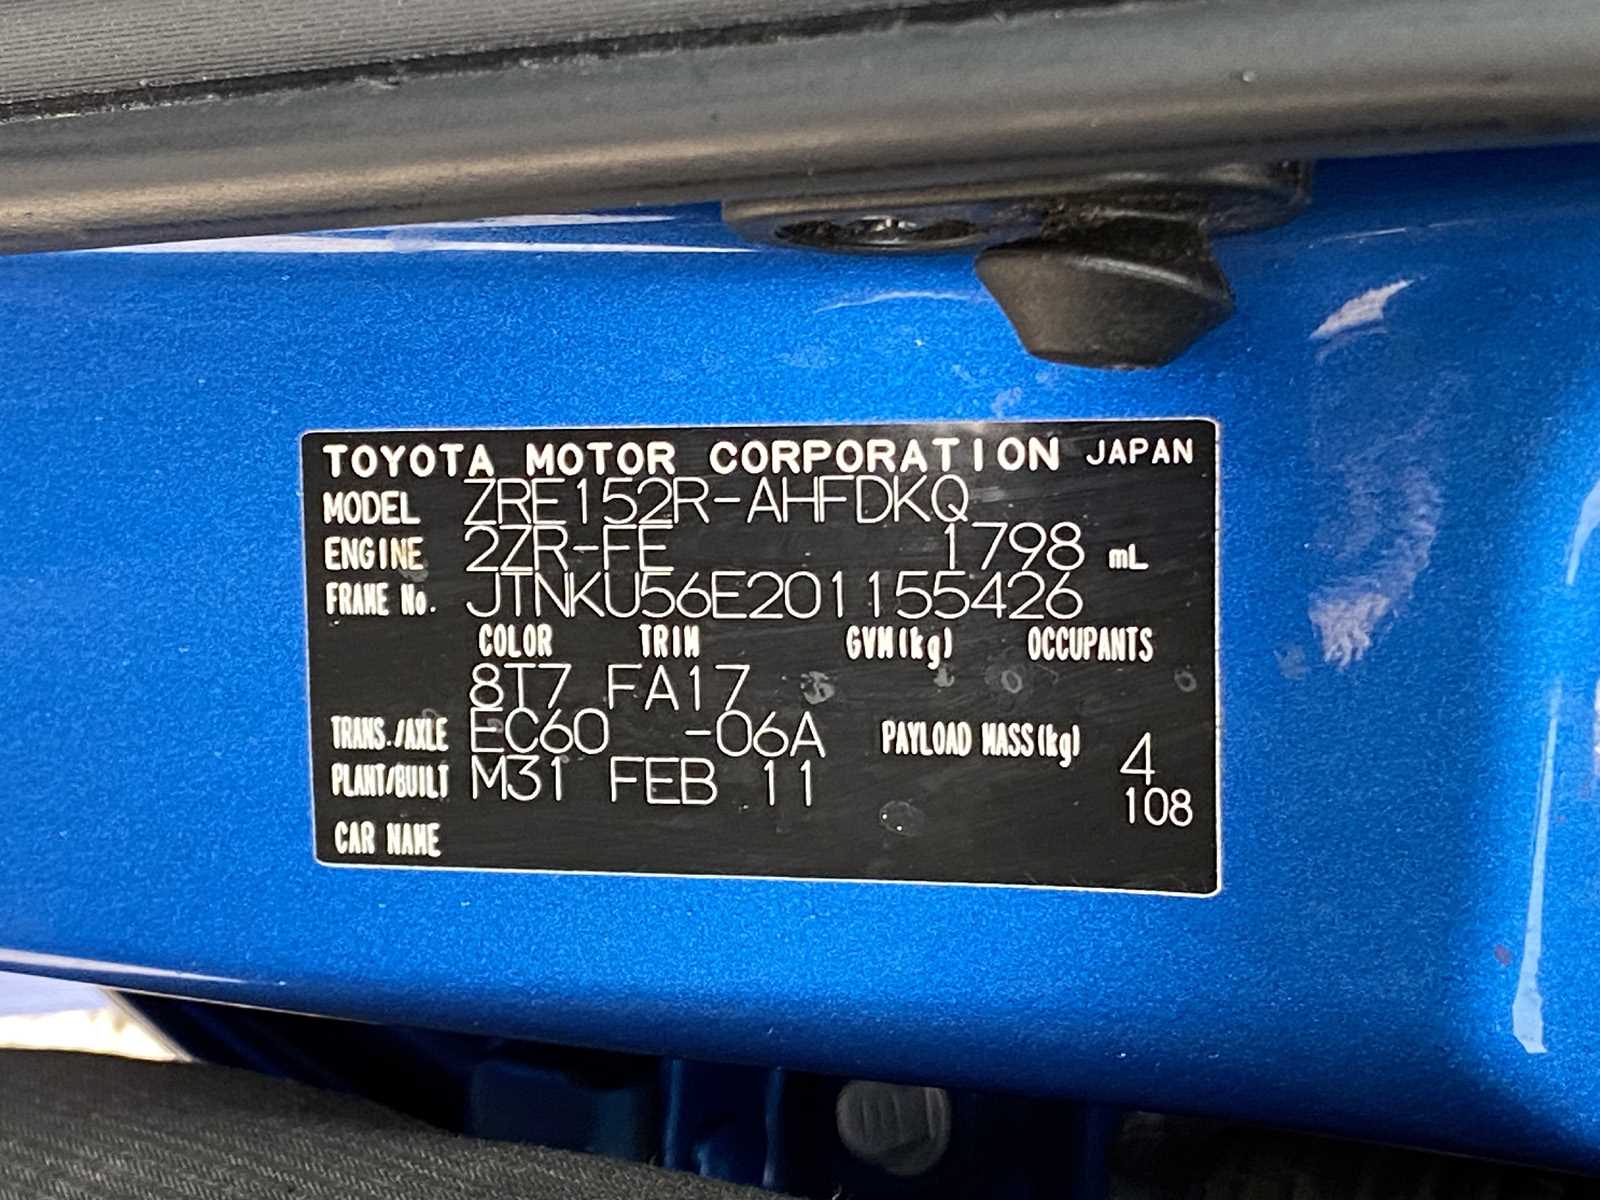 TOYOTA MOTOR CORPORATION JAPAN
MODEL ZRE152R-AHFDKQ
ENGINE 2ZR-FE 1798 mL
FRAME No. JTNKU56E201155426
COLOR TRIM GVM(kg) OCCUPANTS
8T7 FA17
TRANS./AXLE EC60 -06A PAYLOAD MASS(kg) 4
PLANT/BUILT M31 FEB 11 108
CAR NAME